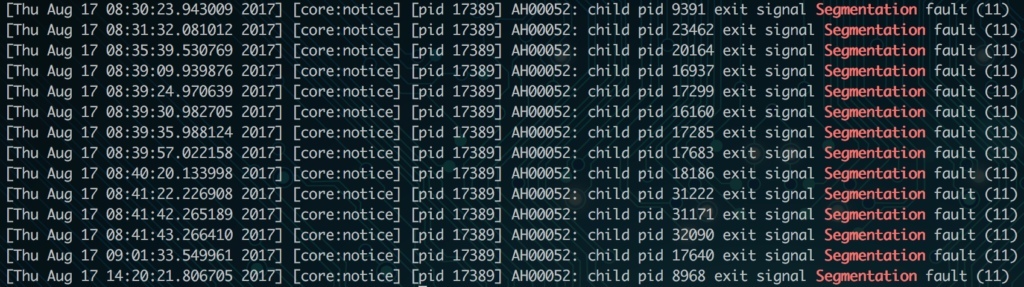 [Thu Aug 17 08:30:23.943009 2017] [core:notice] [pid 17389] AH00052: child pid 9391 exit signal Segmentation fault (11)
[Thu Aug 17 08:31:32.081012 2017] [core:notice] [pid 17389] AH00052: child pid 23462 exit signal Segmentation fault (11)
[Thu Aug 17 08:35:39.530769 2017] [core:notice] [pid 17389] AH00052: child pid 20164 exit signal Segmentation fault (11)
[Thu Aug 17 08:39:09.939876 2017] [core:notice] [pid 17389] AH00052: child pid 16937 exit signal Segmentation fault (11)
[Thu Aug 17 08:39:24.970639 2017] [core:notice] [pid 17389] AH00052: child pid 17299 exit signal Segmentation fault (11)
[Thu Aug 17 08:39:30.982705 2017] [core:notice] [pid 17389] AH00052: child pid 16160 exit signal Segmentation fault (11)
[Thu Aug 17 08:39:35.988124 2017] [core:notice] [pid 17389] AH00052: child pid 17285 exit signal Segmentation fault (11)
[Thu Aug 17 08:39:57.022158 2017] [core:notice] [pid 17389] AH00052: child pid 17683 exit signal Segmentation fault (11)
[Thu Aug 17 08:40:20.133998 2017] [core:notice] [pid 17389] AH00052: child pid 18186 exit signal Segmentation fault (11)
[Thu Aug 17 08:41:22.226908 2017] [core:notice] [pid 17389] AH00052: child pid 31222 exit signal Segmentation fault (11)
[Thu Aug 17 08:41:42.265189 2017] [core:notice] [pid 17389] AH00052: child pid 31171 exit signal Segmentation fault (11)
[Thu Aug 17 08:41:43.266410 2017] [core:notice] [pid 17389] AH00052: child pid 32090 exit signal Segmentation fault (11)
[Thu Aug 17 09:01:33.549961 2017] [core:notice] [pid 17389] AH00052: child pid 17640 exit signal Segmentation fault (11)
[Thu Aug 17 14:20:21.806705 2017] [core:notice] [pid 17389] AH00052: child pid 8968 exit signal Segmentation fault (11)